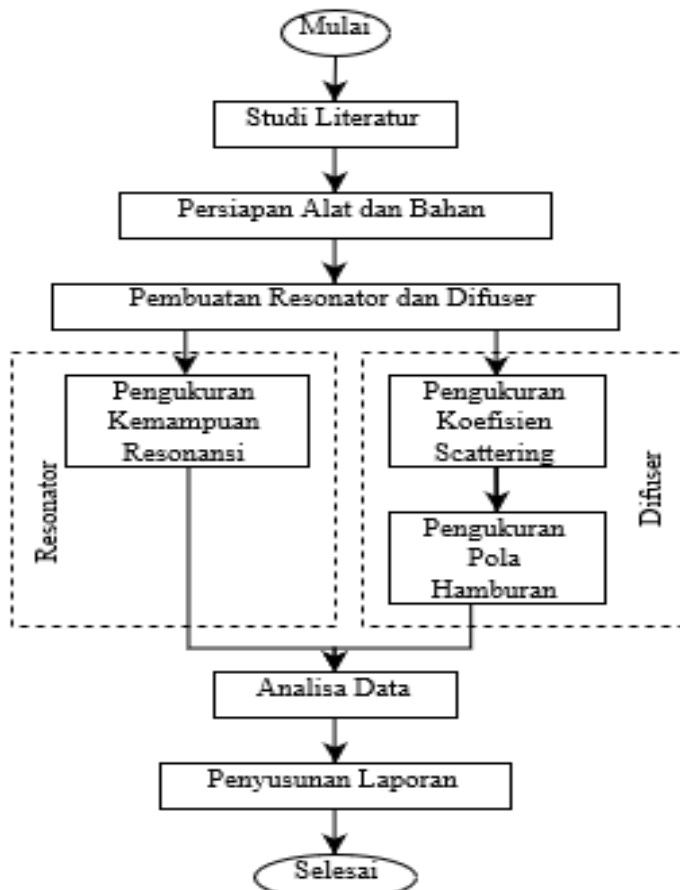 Mulai
Studi Literatur
Persiapan Alat dan Bahan
Pembuatan Resonator dan Difuser
Resonator
Pengukuran
Kemampuan
Resonansi
Pengukuran
Koefisien
Scattering
Pengukuran
Pola
Hamburan
Difuser
Analisa Data
Penyusunan Laporan
Selesai